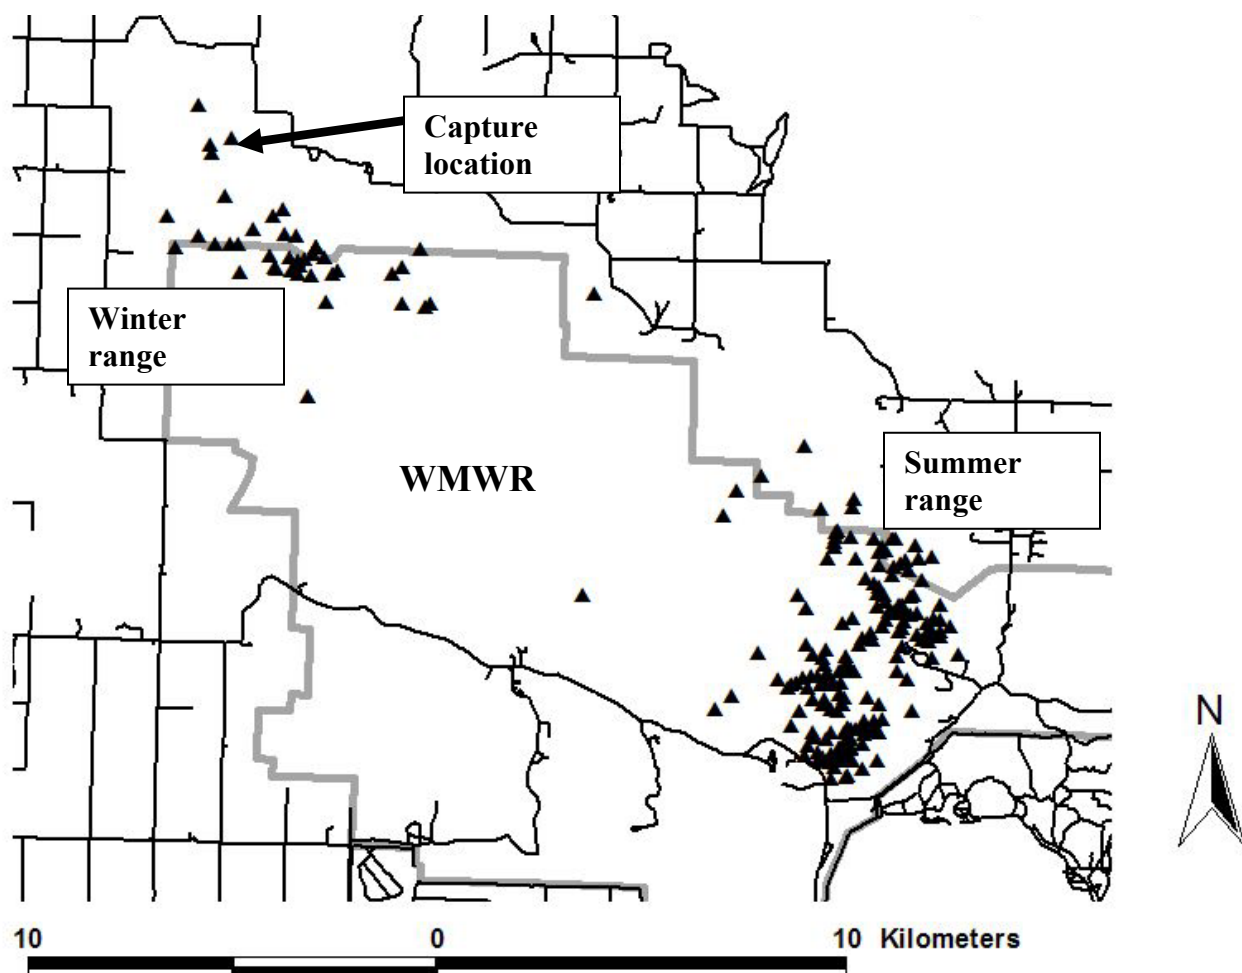 Capture
location
Winter
range
Summer
range
WMWR
N
10 0 10 Kilometers